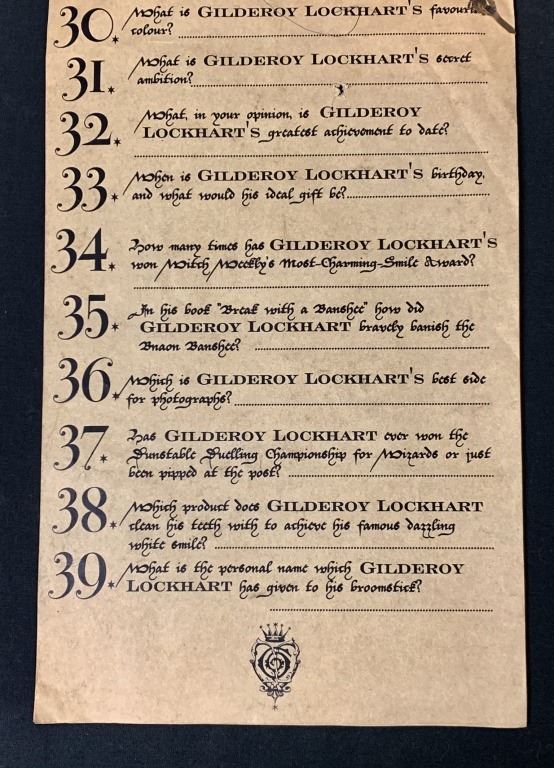 30. What is GILDEROY LOCKHART'S favourite
colour?
31. What is GILDEROY LOCKHART'S secret
ambition?
32. What, in your opinion, is GILDEROY
LOCKHART'S greatest achievement to date?
33. When is GILDEROY LOCKHART'S birthday,
and what would his ideal gift be?
34. How many times has GILDEROY LOCKHART'S
won Witch Weekly's Most-Charming-Smile Award?
35. In his book "Break with a Banshee" how did
GILDEROY LOCKHART bravely banish the
Bnaon Banshee?
36. Which is GILDEROY LOCKHART'S best side
for photographs?
37. Has GILDEROY LOCKHART ever won the
Dunstable Duelling Championship for Wizards or just
been pipped at the post?
38. Which product does GILDEROY LOCKHART
clean his teeth with to achieve his famous dazzling
white smile?
39. What is the personal name which GILDEROY
LOCKHART has given to his broomstick?